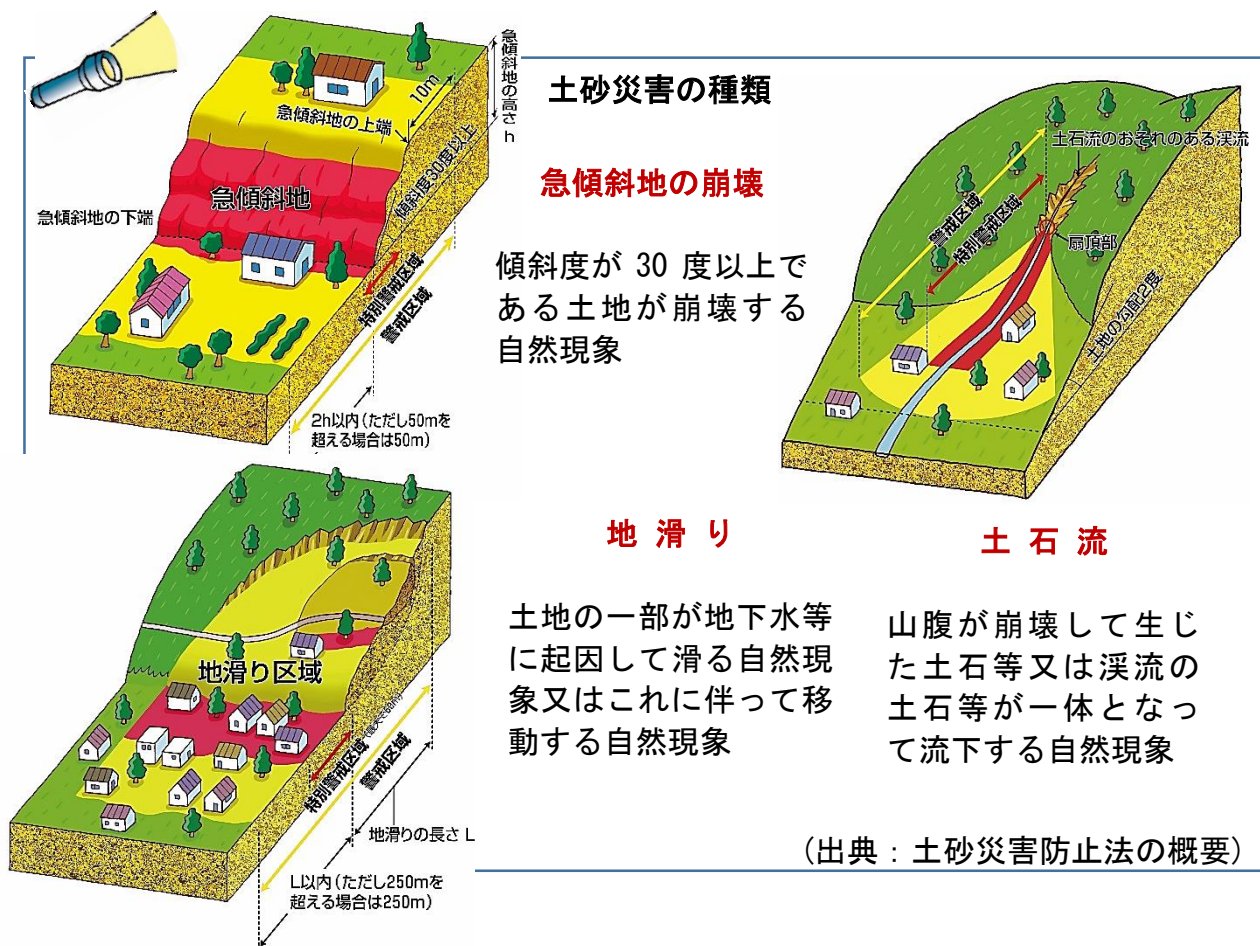 土砂災害の種類
急傾斜地の高さh
10m
急傾斜地の上端
傾斜度30度以上
急傾斜地
急傾斜地の下端
特別警戒区域
警戒区域
2h以内(ただし50mを
超える場合は50m)
急傾斜地の崩壊
傾斜度が 30 度以上で
ある土地が崩壊する
自然現象
土石流のおそれのある渓流
警戒区域
特別警戒区域
扇頂部
土地の勾配2度
地滑り区域
特別警戒区域
警戒区域
地滑りの長さ L
L以内(ただし250mを
超える場合は250m)
地 滑 り
土地の一部が地下水等
に起因して滑る自然現
象又はこれに伴って移
動する自然現象
土 石 流
山腹が崩壊して生じ
た土石等又は渓流の
土石等が一体となっ
て流下する自然現象
(出典:土砂災害防止法の概要)